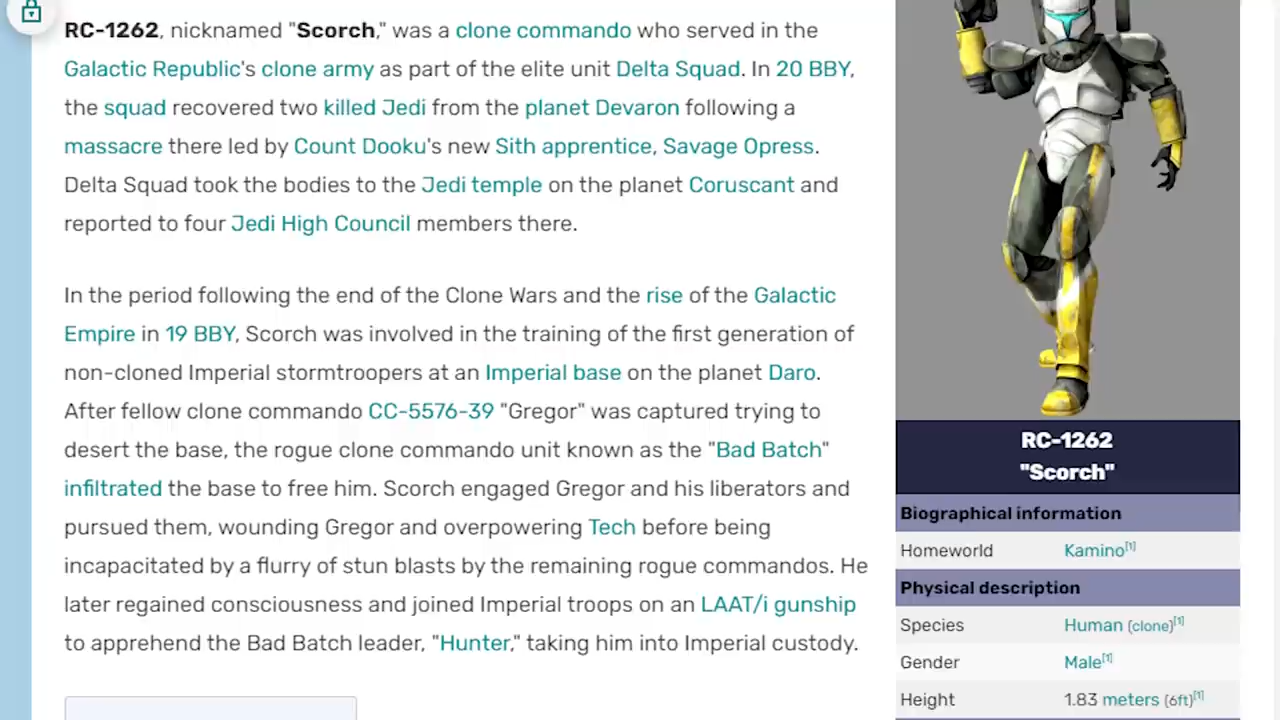 RC-1262, nicknamed "Scorch," was a clone commando who served in the
Galactic Republic's clone army as part of the elite unit Delta Squad. In 20 BBY,
the squad recovered two killed Jedi from the planet Devaron following a
massacre there led by Count Dooku's new Sith apprentice, Savage Opress.
Delta Squad took the bodies to the Jedi temple on the planet Coruscant and
reported to four Jedi High Council members there.
In the period following the end of the Clone Wars and the rise of the Galactic
Empire in 19 BBY, Scorch was involved in the training of the first generation of
non-cloned Imperial stormtroopers at an Imperial base on the planet Daro.
After fellow clone commando CC-5576-39 "Gregor" was captured trying to
desert the base, the rogue clone commando unit known as the "Bad Batch"
infiltrated the base to free him. Scorch engaged Gregor and his liberators and
pursued them, wounding Gregor and overpowering Tech before being
incapacitated by a flurry of stun blasts by the remaining rogue commandos. He
later regained consciousness and joined Imperial troops on an LAAT/i gunship
to apprehend the Bad Batch leader, "Hunter," taking him into Imperial custody.
RC-1262
"Scorch"
Biographical information
Homeworld Kamino[1]
Physical description
Species Human (clone)[1]
Gender Male[1]
Height 1.83 meters (6ft)[1]